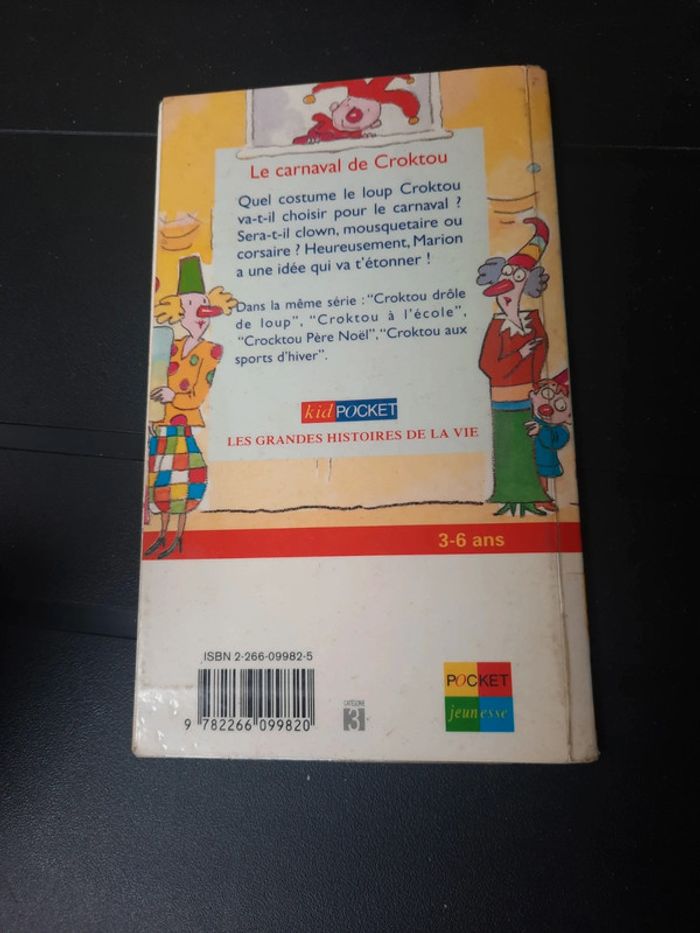 Le carnaval de Croktou
Quel costume le loup Croktou
va-t-il choisir pour le carnaval ?
Sera-t-il clown, mousquetaire ou
corsaire ? Heureusement, Marion
a une idée qui va t'étonner !
Dans la même série : "Croktou drôle
de loup", "Croktou à l'école",
"Crocktou Père Noël", "Croktou aux
sports d'hiver".
kid POCKET
LES GRANDES HISTOIRES DE LA VIE
3-6 ans
ISBN 2-266-09982-5
9 782266 099820
CATÉGORIE
3
POCKET
jeunesse